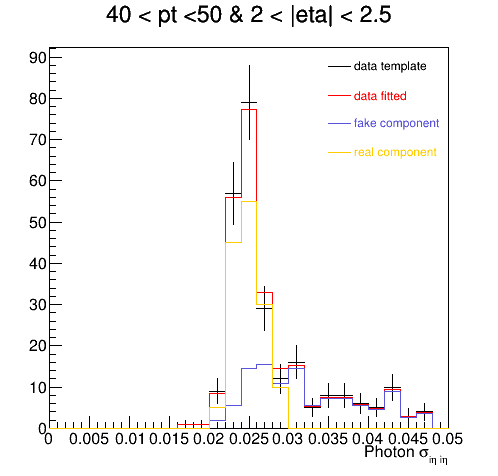 40 < pt <50 & 2 < |eta| < 2.5
90
80
70
60
50
40
30
20
10
0
data template
data fitted
fake component
real component
0 0.005 0.01 0.015 0.02 0.025 0.03 0.035 0.04 0.045 0.05
Photon σiη iη